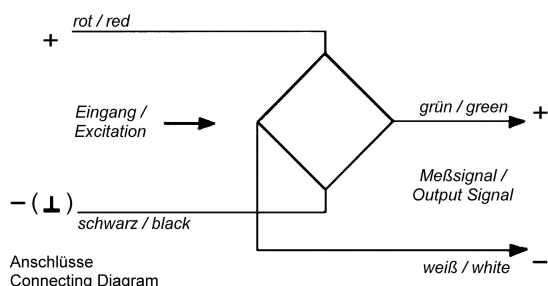 rot / red
+
Eingang /
Excitation
grün / green
+
Meßsignal /
Output Signal
– (⊥)
schwarz / black
weiß / white
–
Anschlüsse
Connecting Diagram